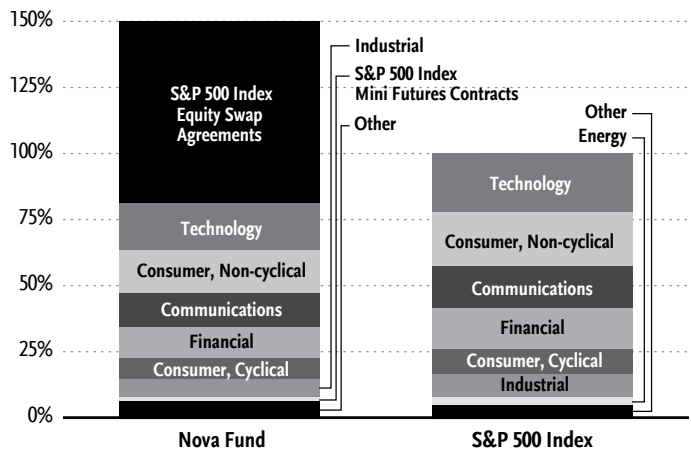 150%
125%
100%
75%
50%
25%
0%
S&P 500 Index
Equity Swap
Agreements
Technology
Consumer, Non-cyclical
Communications
Financial
Consumer, Cyclical
Industrial
S&P 500 Index
Mini Futures Contracts
Other
Nova Fund
Other
Energy
Technology
Consumer, Non-cyclical
Communications
Financial
Consumer, Cyclical
Industrial
S&P 500 Index